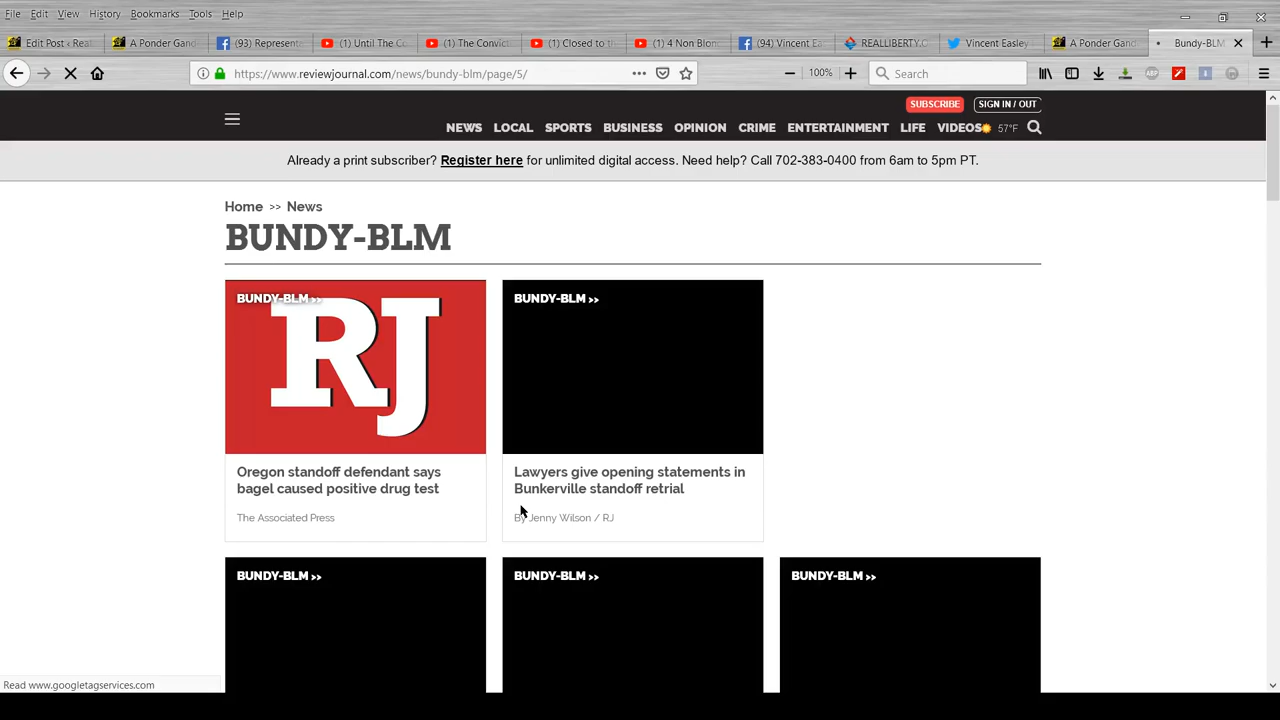 File Edit View History Bookmarks Tools Help
Edit Post ‹ Real A Ponder Gand (93) Represent (1) Until The Co (1) The Convict (1) Closed to th (1) 4 Non Blon (94) Vincent Ea REALLIBERTY.C Vincent Easley A Ponder Gand Bundy-BLM
https://www.reviewjournal.com/news/bundy-blm/page/5/ 100% Search
SUBSCRIBE SIGN IN / OUT
NEWS LOCAL SPORTS BUSINESS OPINION CRIME ENTERTAINMENT LIFE VIDEOS 57°F
Already a print subscriber? Register here for unlimited digital access. Need help? Call 702-383-0400 from 6am to 5pm PT.
Home >> News
BUNDY-BLM
BUNDY-BLM >>
RJ
Oregon standoff defendant says
bagel caused positive drug test
The Associated Press
BUNDY-BLM >>
Lawyers give opening statements in
Bunkerville standoff retrial
By Jenny Wilson / RJ
BUNDY-BLM >> BUNDY-BLM >> BUNDY-BLM >>
Read www.googletagservices.com